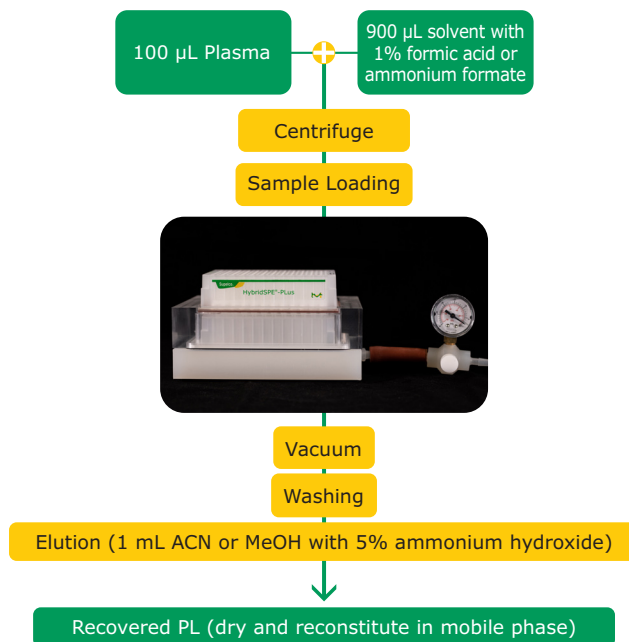 100 µL Plasma
900 µL solvent with
1% formic acid or
ammonium formate
Centrifuge
Sample Loading
Supelco
HybridSPE®-PLus
Vacuum
Washing
Elution (1 mL ACN or MeOH with 5% ammonium hydroxide)
Recovered PL (dry and reconstitute in mobile phase)